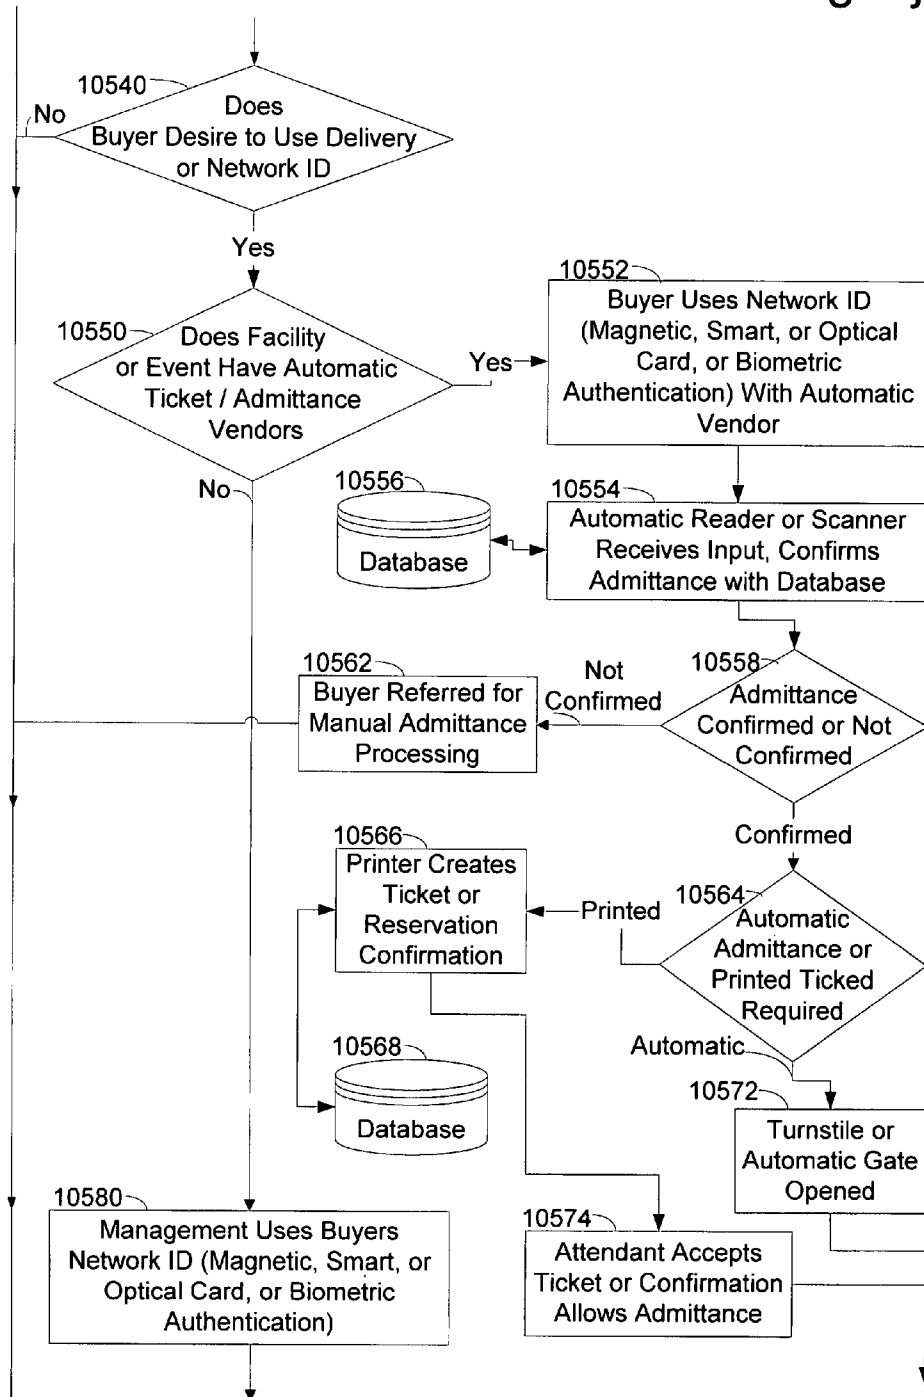 10540
No
Does
Buyer Desire to Use Delivery
or Network ID
Yes
10550
Does Facility
or Event Have Automatic
Ticket / Admittance
Vendors
Yes
10552
Buyer Uses Network ID
(Magnetic, Smart, or Optical
Card, or Biometric
Authentication) With Automatic
Vendor
No
10556
Database
10554
Automatic Reader or Scanner
Receives Input, Confirms
Admittance with Database
10562
Buyer Referred for
Manual Admittance
Processing
Not
Confirmed
10558
Admittance
Confirmed or Not
Confirmed
Confirmed
10566
Printer Creates
Ticket or
Reservation
Confirmation
Printed
10564
Automatic
Admittance or
Printed Ticked
Required
10568
Database
Automatic
10572
Turnstile or
Automatic Gate
Opened
10580
Management Uses Buyers
Network ID (Magnetic, Smart, or
Optical Card, or Biometric
Authentication)
10574
Attendant Accepts
Ticket or Confirmation
Allows Admittance